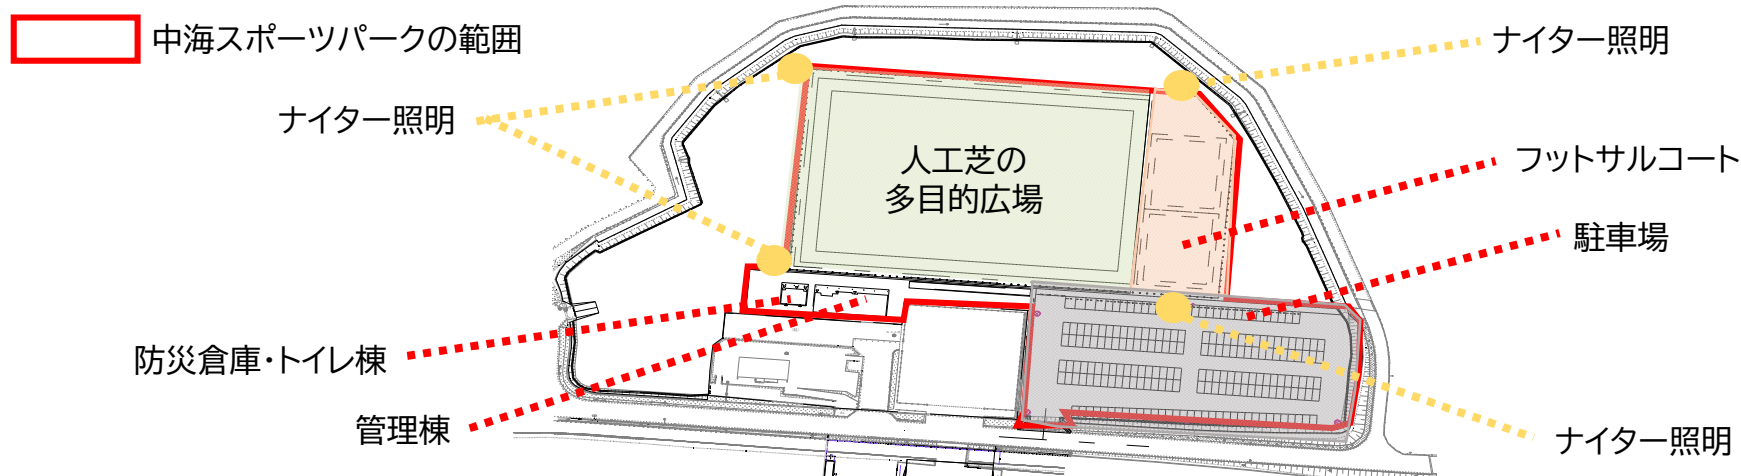 中海スポーツパークの範囲
ナイター照明
ナイター照明
人工芝の
多目的広場
フットサルコート
駐車場
防災倉庫・トイレ棟
管理棟
ナイター照明